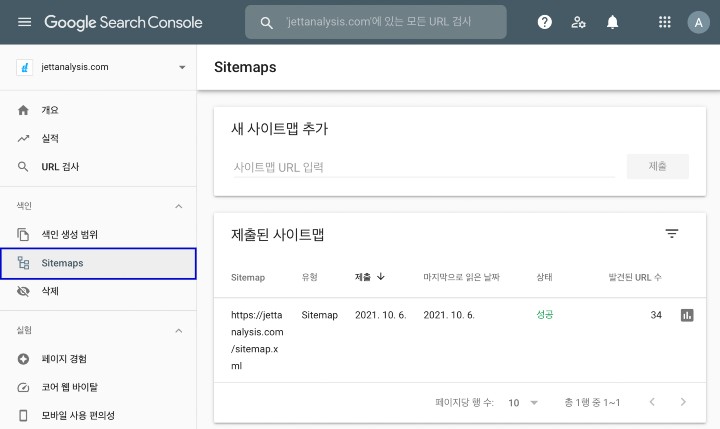 Google Search Console
'jettanalysis.com'에 있는 모든 URL 검사
A
jettanalysis.com
Sitemaps
개요
실적
URL 검사
색인
색인 생성 범위
Sitemaps
삭제
실험
페이지 경험
코어 웹 바이탈
모바일 사용 편의성
새 사이트맵 추가
사이트맵 URL 입력
제출
제출된 사이트맵
Sitemap 유형 제출 마지막으로 읽은 날짜 상태 발견된 URL 수
https://jetta Sitemap 2021. 10. 6. 2021. 10. 6. 성공 34
nalysis.com
/sitemap.x
ml
페이지당 행 수: 10 총 1행 중 1~1